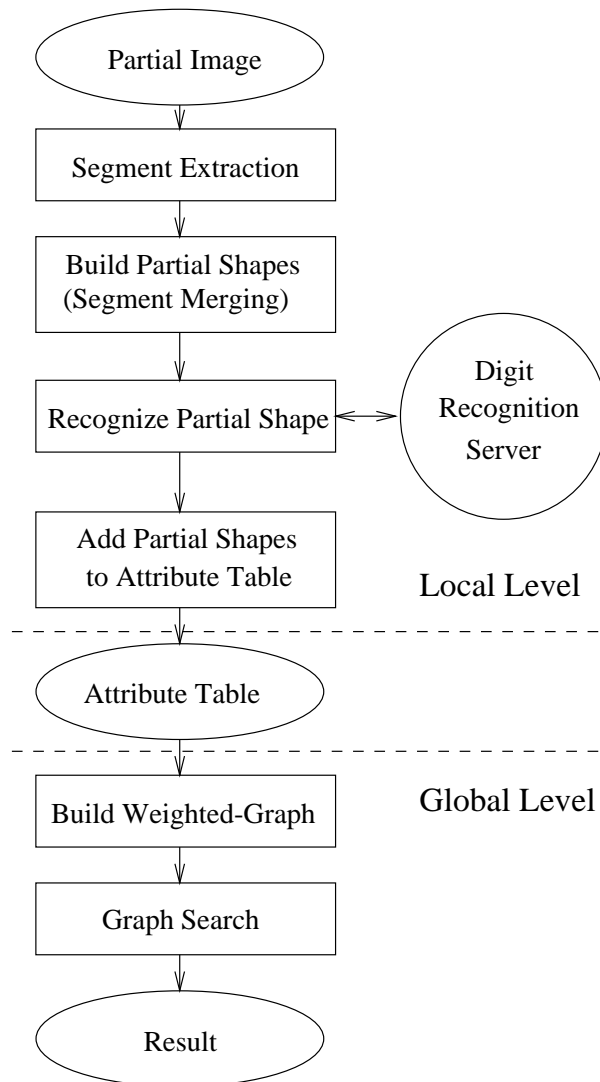 Partial Image
Segment Extraction
Build Partial Shapes
(Segment Merging)
Recognize Partial Shape
Digit
Recognition
Server
Add Partial Shapes
to Attribute Table
Local Level
Attribute Table
Build Weighted-Graph
Global Level
Graph Search
Result